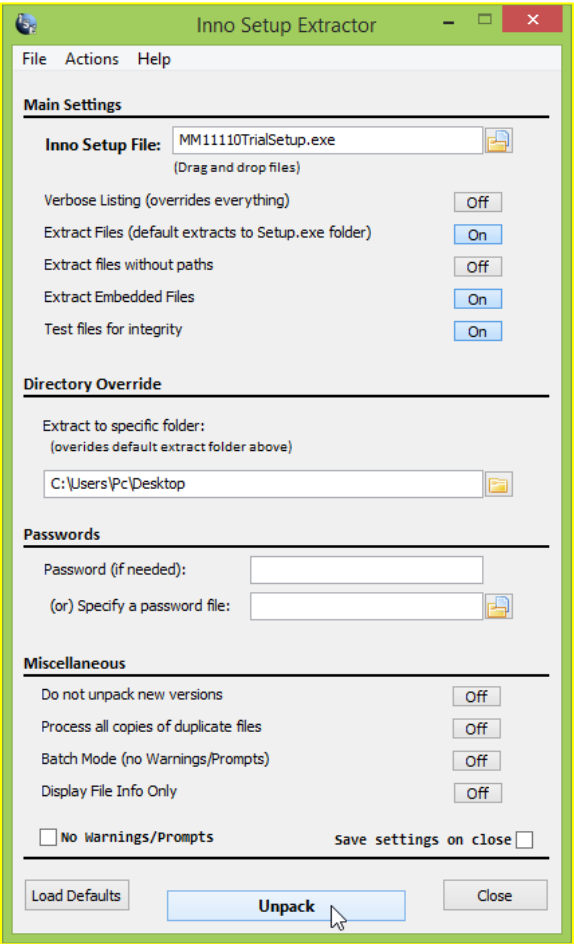 Inno Setup Extractor
File Actions Help
Main Settings
Inno Setup File: MM11110TrialSetup.exe
(Drag and drop files)
Verbose Listing (overrides everything) Off
Extract Files (default extracts to Setup.exe folder) On
Extract files without paths Off
Extract Embedded Files On
Test files for integrity On
Directory Override
Extract to specific folder:
(overides default extract folder above)
C:\Users\Pc\Desktop
Passwords
Password (if needed):
(or) Specify a password file:
Miscellaneous
Do not unpack new versions Off
Process all copies of duplicate files Off
Batch Mode (no Warnings/Prompts) Off
Display File Info Only Off
No Warnings/Prompts Save settings on close
Load Defaults Unpack Close